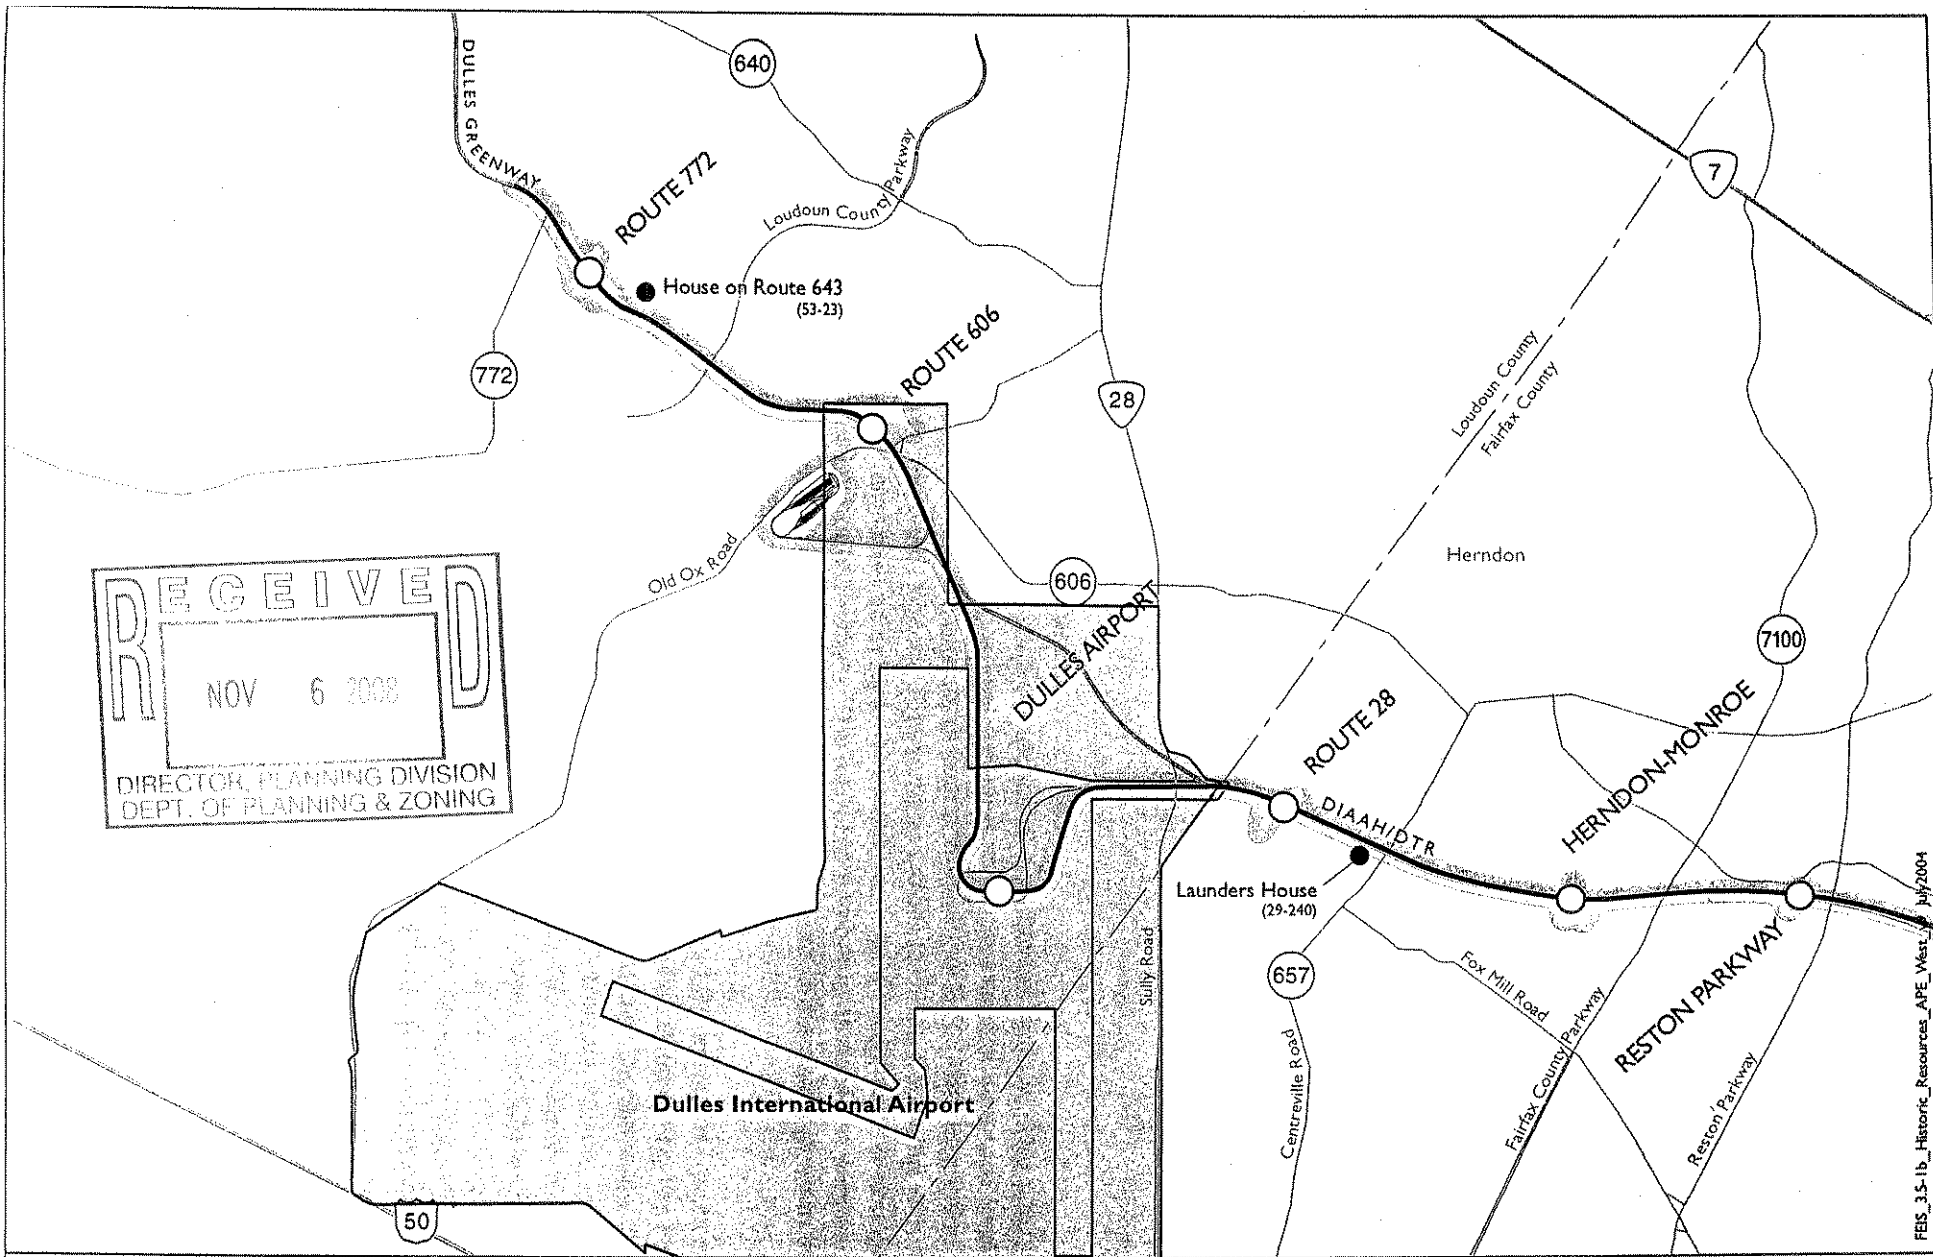 DULLES GREENWAY
640
ROUTE 772
Loudoun County Parkway
7
House on Route 643
(53-23)
ROUTE 606
772
28
Loudoun County
Fairfax County
Old Ox Road
606
Herndon
DULLES AIRPORT
7100
RECEIVED
NOV 6 2008
DIRECTOR, PLANNING DIVISION
DEPT. OF PLANNING & ZONING
ROUTE 28
HERNDON-MONROE
DIAAH/DTR
Launders House
(29-240)
Sully Road
657
Fox Mill Road
RESTON PARKWAY
Centreville Road
Fairfax County Parkway
Reston Parkway
Dulles International Airport
50
FEIS_3.5-1b_Historic_Resources_APE_West_ July2004